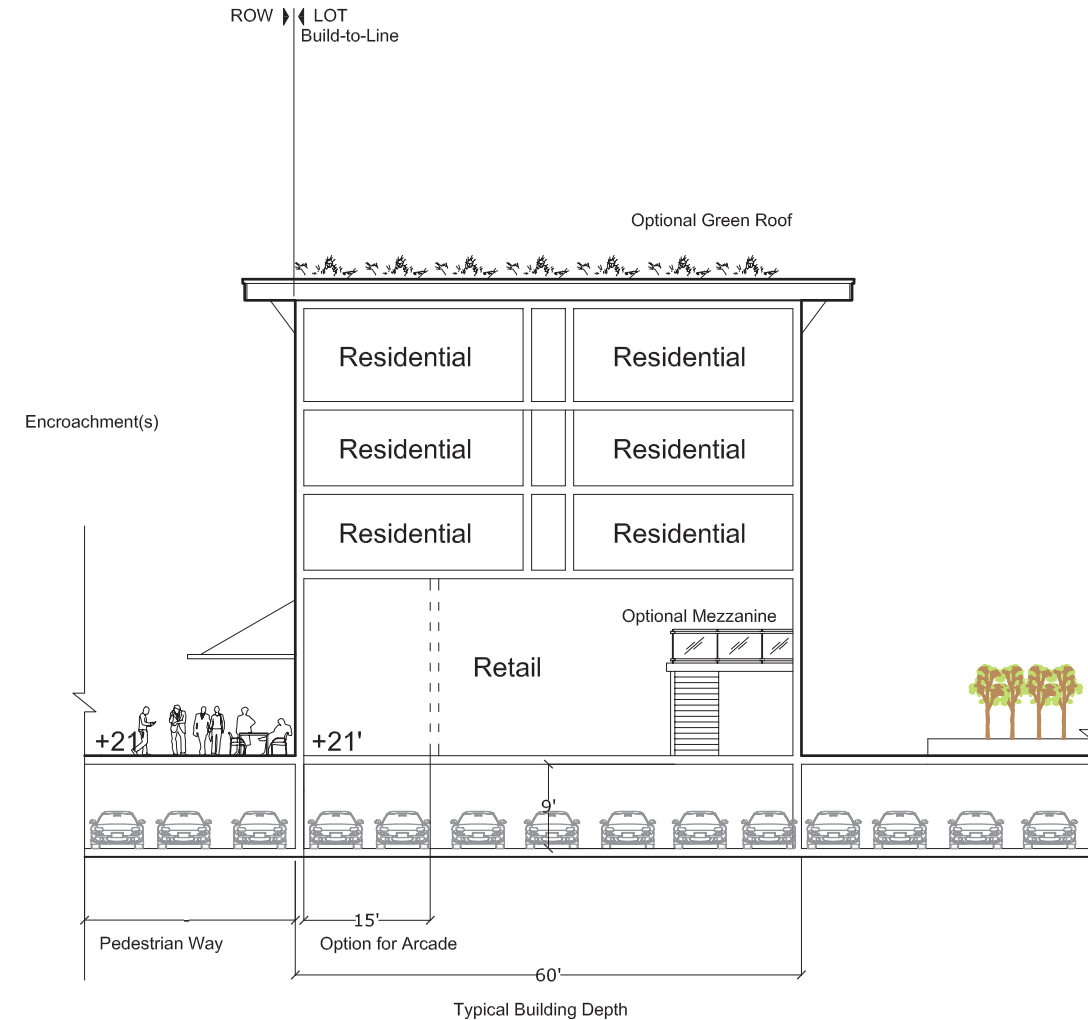 ROW LOT
Build-to-Line
Optional Green Roof
Residential Residential
Encroachment(s)
Residential Residential
Residential Residential
Optional Mezzanine
Retail
+21' +21'
9'
15'
Pedestrian Way Option for Arcade
60'
Typical Building Depth